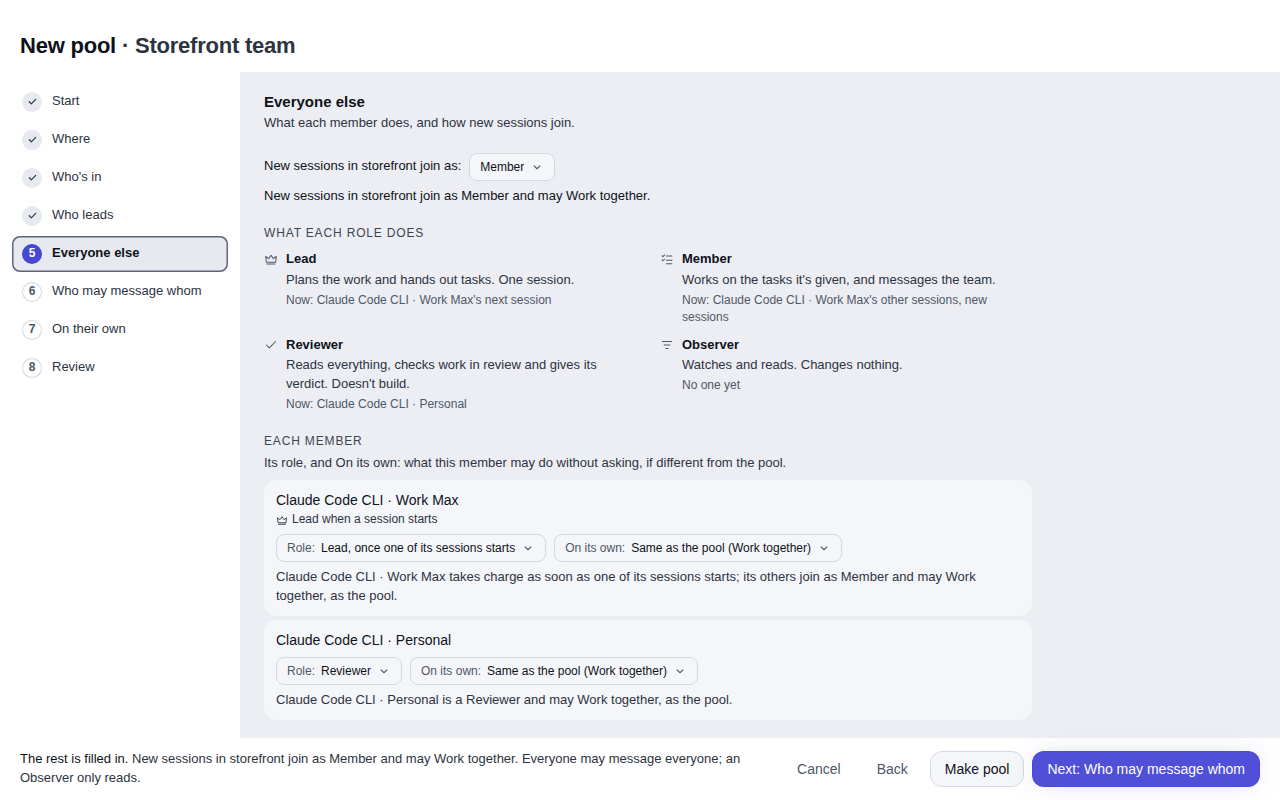 New pool · Storefront team
Start
Where
Who's in
Who leads
5 Everyone else
6 Who may message whom
7 On their own
8 Review
Everyone else
What each member does, and how new sessions join.
New sessions in storefront join as: Member
New sessions in storefront join as Member and may Work together.
WHAT EACH ROLE DOES
Lead
Plans the work and hands out tasks. One session.
Now: Claude Code CLI · Work Max's next session
Member
Works on the tasks it's given, and messages the team.
Now: Claude Code CLI · Work Max's other sessions, new
sessions
Reviewer
Reads everything, checks work in review and gives its
verdict. Doesn't build.
Now: Claude Code CLI · Personal
Observer
Watches and reads. Changes nothing.
No one yet
EACH MEMBER
Its role, and On its own: what this member may do without asking, if different from the pool.
Claude Code CLI · Work Max
Lead when a session starts
Role: Lead, once one of its sessions starts On its own: Same as the pool (Work together)
Claude Code CLI · Work Max takes charge as soon as one of its sessions starts; its others join as Member and may Work
together, as the pool.
Claude Code CLI · Personal
Role: Reviewer On its own: Same as the pool (Work together)
Claude Code CLI · Personal is a Reviewer and may Work together, as the pool.
The rest is filled in. New sessions in storefront join as Member and may Work together. Everyone may message everyone; an
Observer only reads.
Cancel Back Make pool Next: Who may message whom